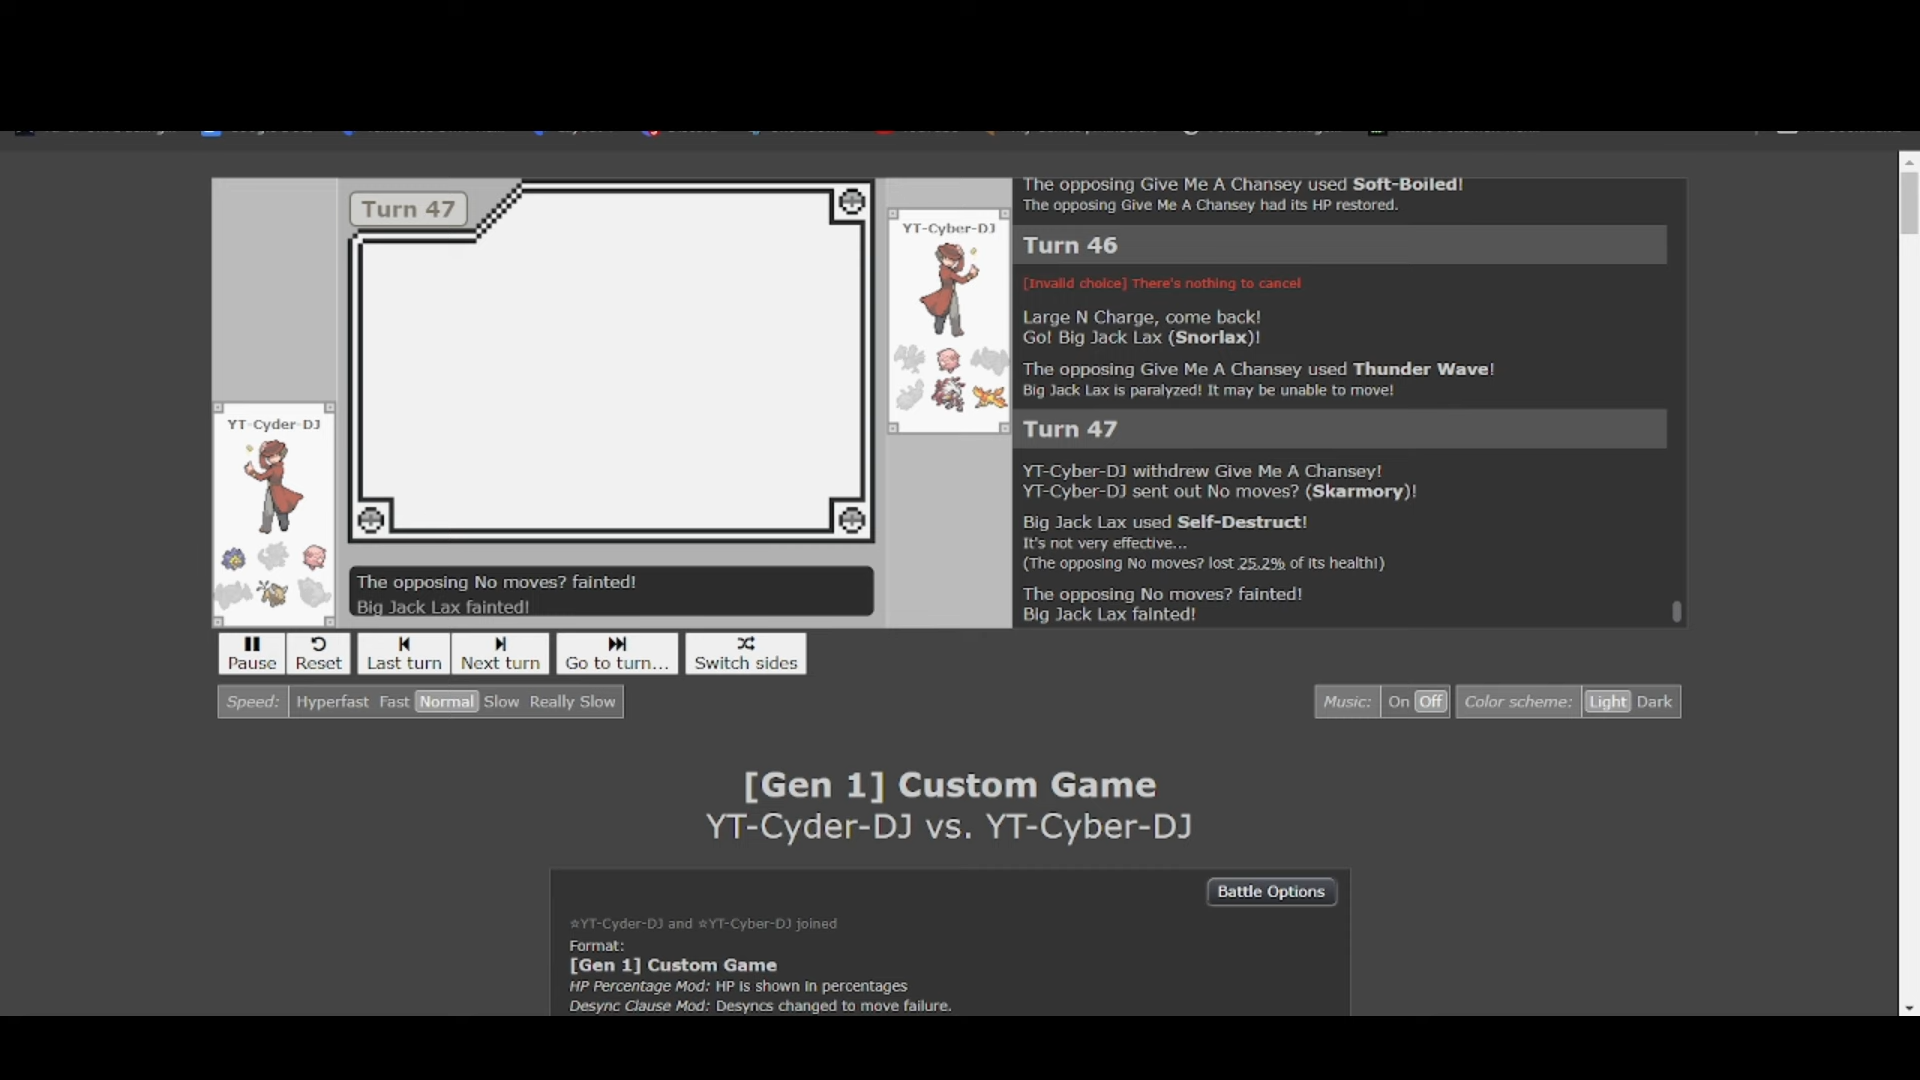 Turn 47
The opposing No moves? fainted!
Big Jack Lax fainted!
YT-Cyder-DJ
YT-Cyber-DJ
The opposing Give Me A Chansey used Soft-Boiled!
The opposing Give Me A Chansey had its HP restored.
Turn 46
[Invalid choice] There's nothing to cancel
Large N Charge, come back!
Go! Big Jack Lax (Snorlax)!
The opposing Give Me A Chansey used Thunder Wave!
Big Jack Lax is paralyzed! It may be unable to move!
Turn 47
YT-Cyber-DJ withdrew Give Me A Chansey!
YT-Cyber-DJ sent out No moves? (Skarmory)!
Big Jack Lax used Self-Destruct!
It's not very effective...
(The opposing No moves? lost 25.2% of its health!)
The opposing No moves? fainted!
Big Jack Lax fainted!
Pause Reset Last turn Next turn Go to turn... Switch sides
Speed: Hyperfast Fast Normal Slow Really Slow
Music: On Off Color scheme: Light Dark
[Gen 1] Custom Game
YT-Cyder-DJ vs. YT-Cyber-DJ
Battle Options
☆YT-Cyder-DJ and ☆YT-Cyber-DJ joined
Format:
[Gen 1] Custom Game
HP Percentage Mod: HP is shown in percentages
Desync Clause Mod: Desyncs changed to move failure.